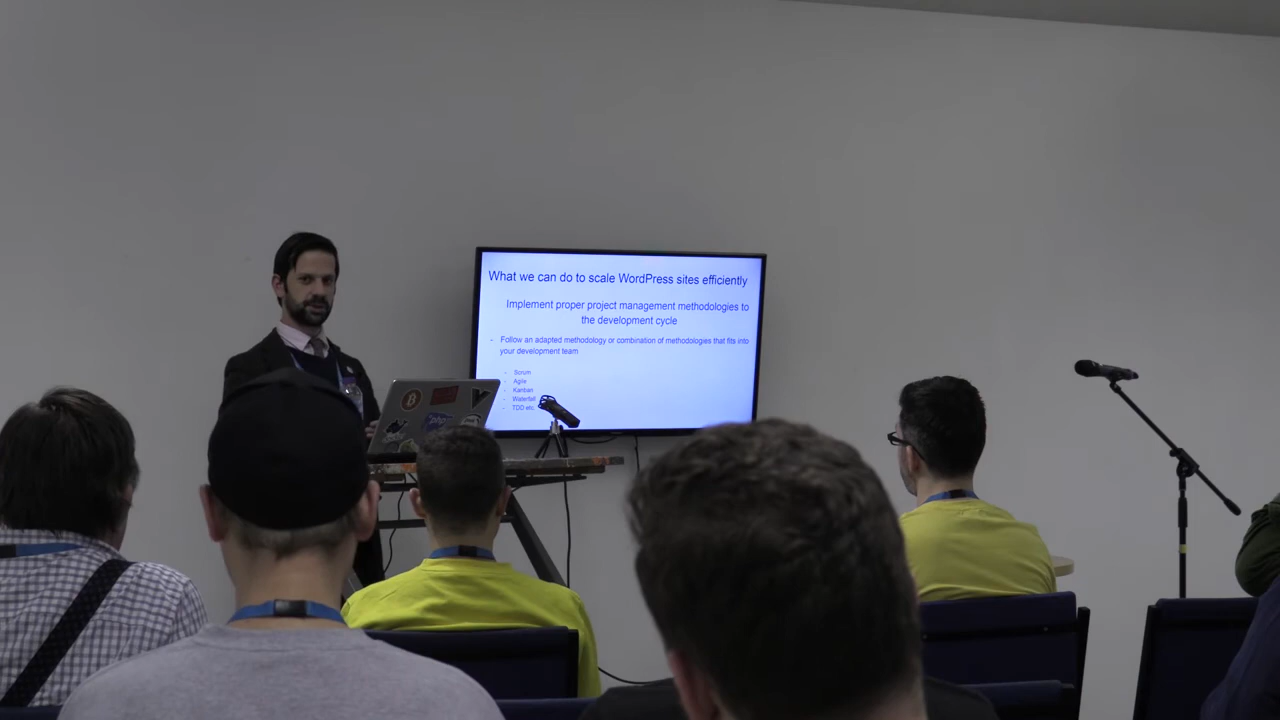 What we can do to scale WordPress sites efficiently
Implement proper project management methodologies to
the development cycle
- Follow an adapted methodology or combination of methodologies that fits into
your development team
- Scrum
- Agile
- Kanban
- Waterfall
- TDD etc.